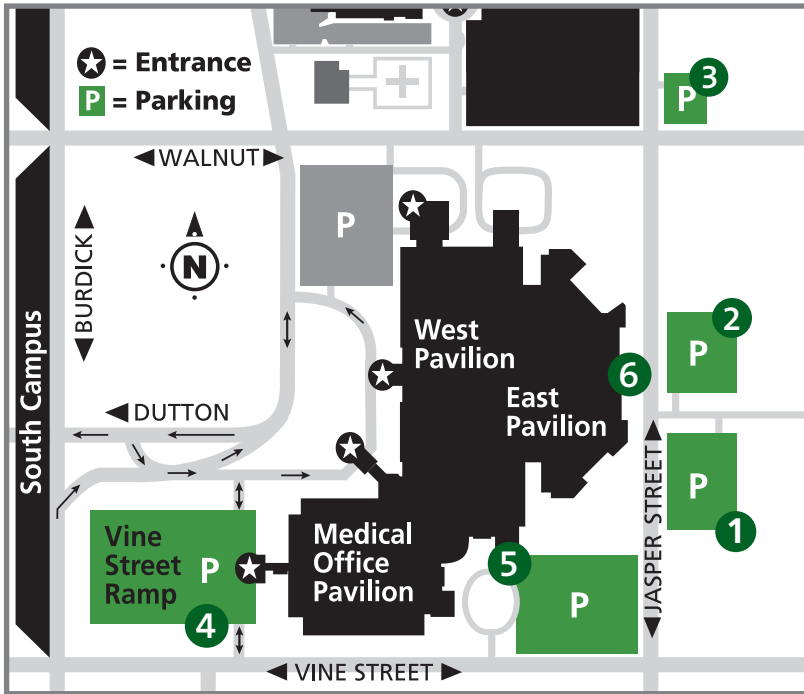 = Entrance
P = Parking
3
P
WALNUT
P
BURDICK
N
West
Pavilion
2
P
6
East
Pavilion
DUTTON
South Campus
P
1
JASPER STREET
Vine
Street
Ramp
P
4
Medical
Office
Pavilion
5
P
VINE STREET